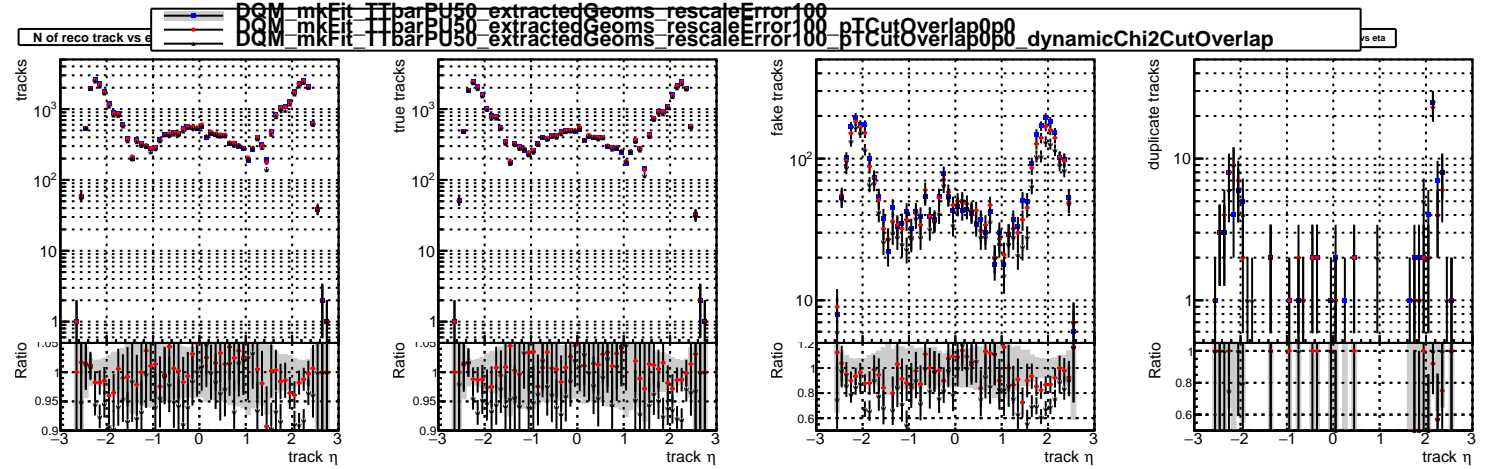 DQM_mkFit_TTbarPU50_extractedGeoms_rescaleError100
DQM_mkFit_TTbarPU50_extractedGeoms_rescaleError100_pTCutOverlap0p0
DQM_mkFit_TTbarPU50_extractedGeoms_rescaleError100_pTCutOverlap0p0_dynamicChi2CutOverlap
N of reco track vs e
vs eta
tracks
10³
10²
10
1
Ratio
1.05
1
0.95
0.9
−3 −2 −1 0 1 2 3
track η
true tracks
10³
10²
10
1
Ratio
1.05
1
0.95
0.9
−3 −2 −1 0 1 2 3
track η
fake tracks
10²
10
Ratio
1.2
1
0.8
0.6
−3 −2 −1 0 1 2 3
track η
duplicate tracks
10
1
Ratio
1
0.8
0.6
−3 −2 −1 0 1 2 3
track η